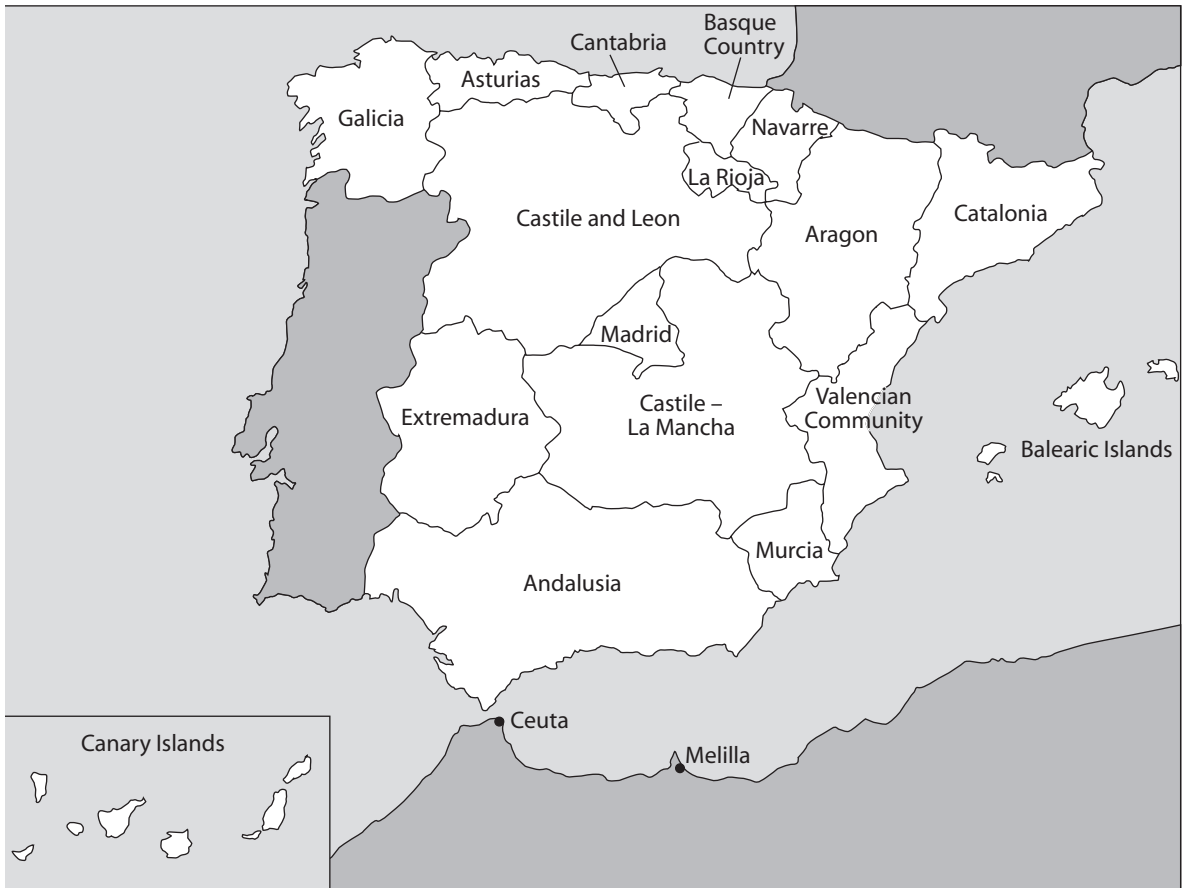 Basque
Country
Cantabria
Asturias
Galicia
Navarre
La Rioja
Castile and Leon
Aragon
Catalonia
Madrid
Extremadura
Castile –
La Mancha
Valencian
Community
Balearic Islands
Murcia
Andalusia
Ceuta
Melilla
Canary Islands